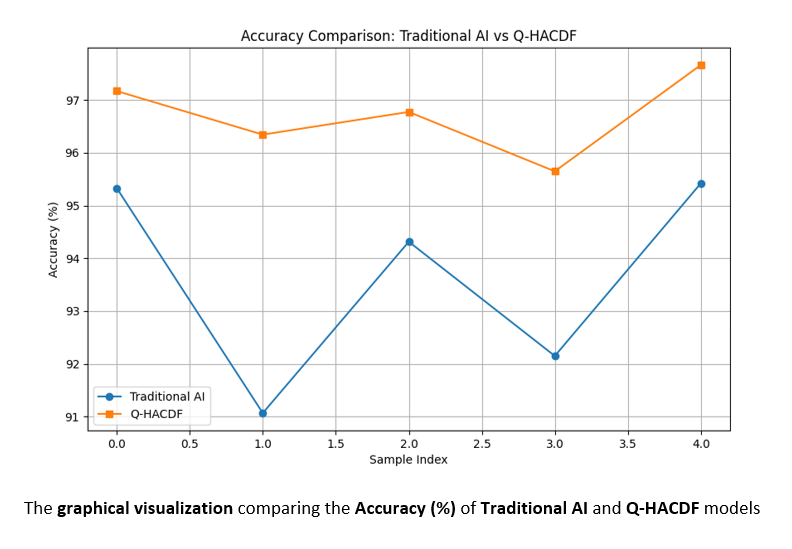 Accuracy Comparison: Traditional AI vs Q-HACDF
97
96
95
94
93
92
91
Accuracy (%)
Traditional AI
Q-HACDF
0.0 0.5 1.0 1.5 2.0 2.5 3.0 3.5 4.0
Sample Index
The graphical visualization comparing the Accuracy (%) of Traditional AI and Q-HACDF models